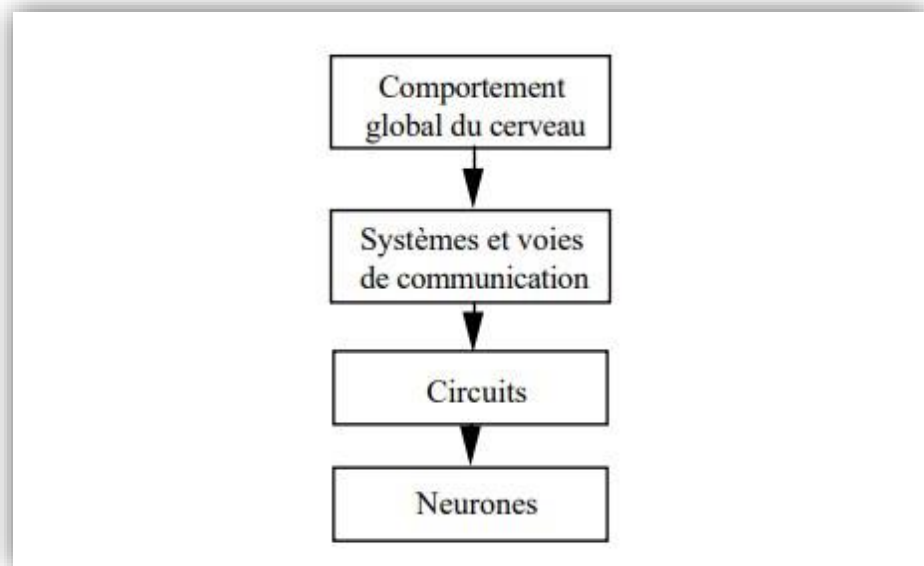 Comportement
global du cerveau
Systèmes et voies
de communication
Circuits
Neurones